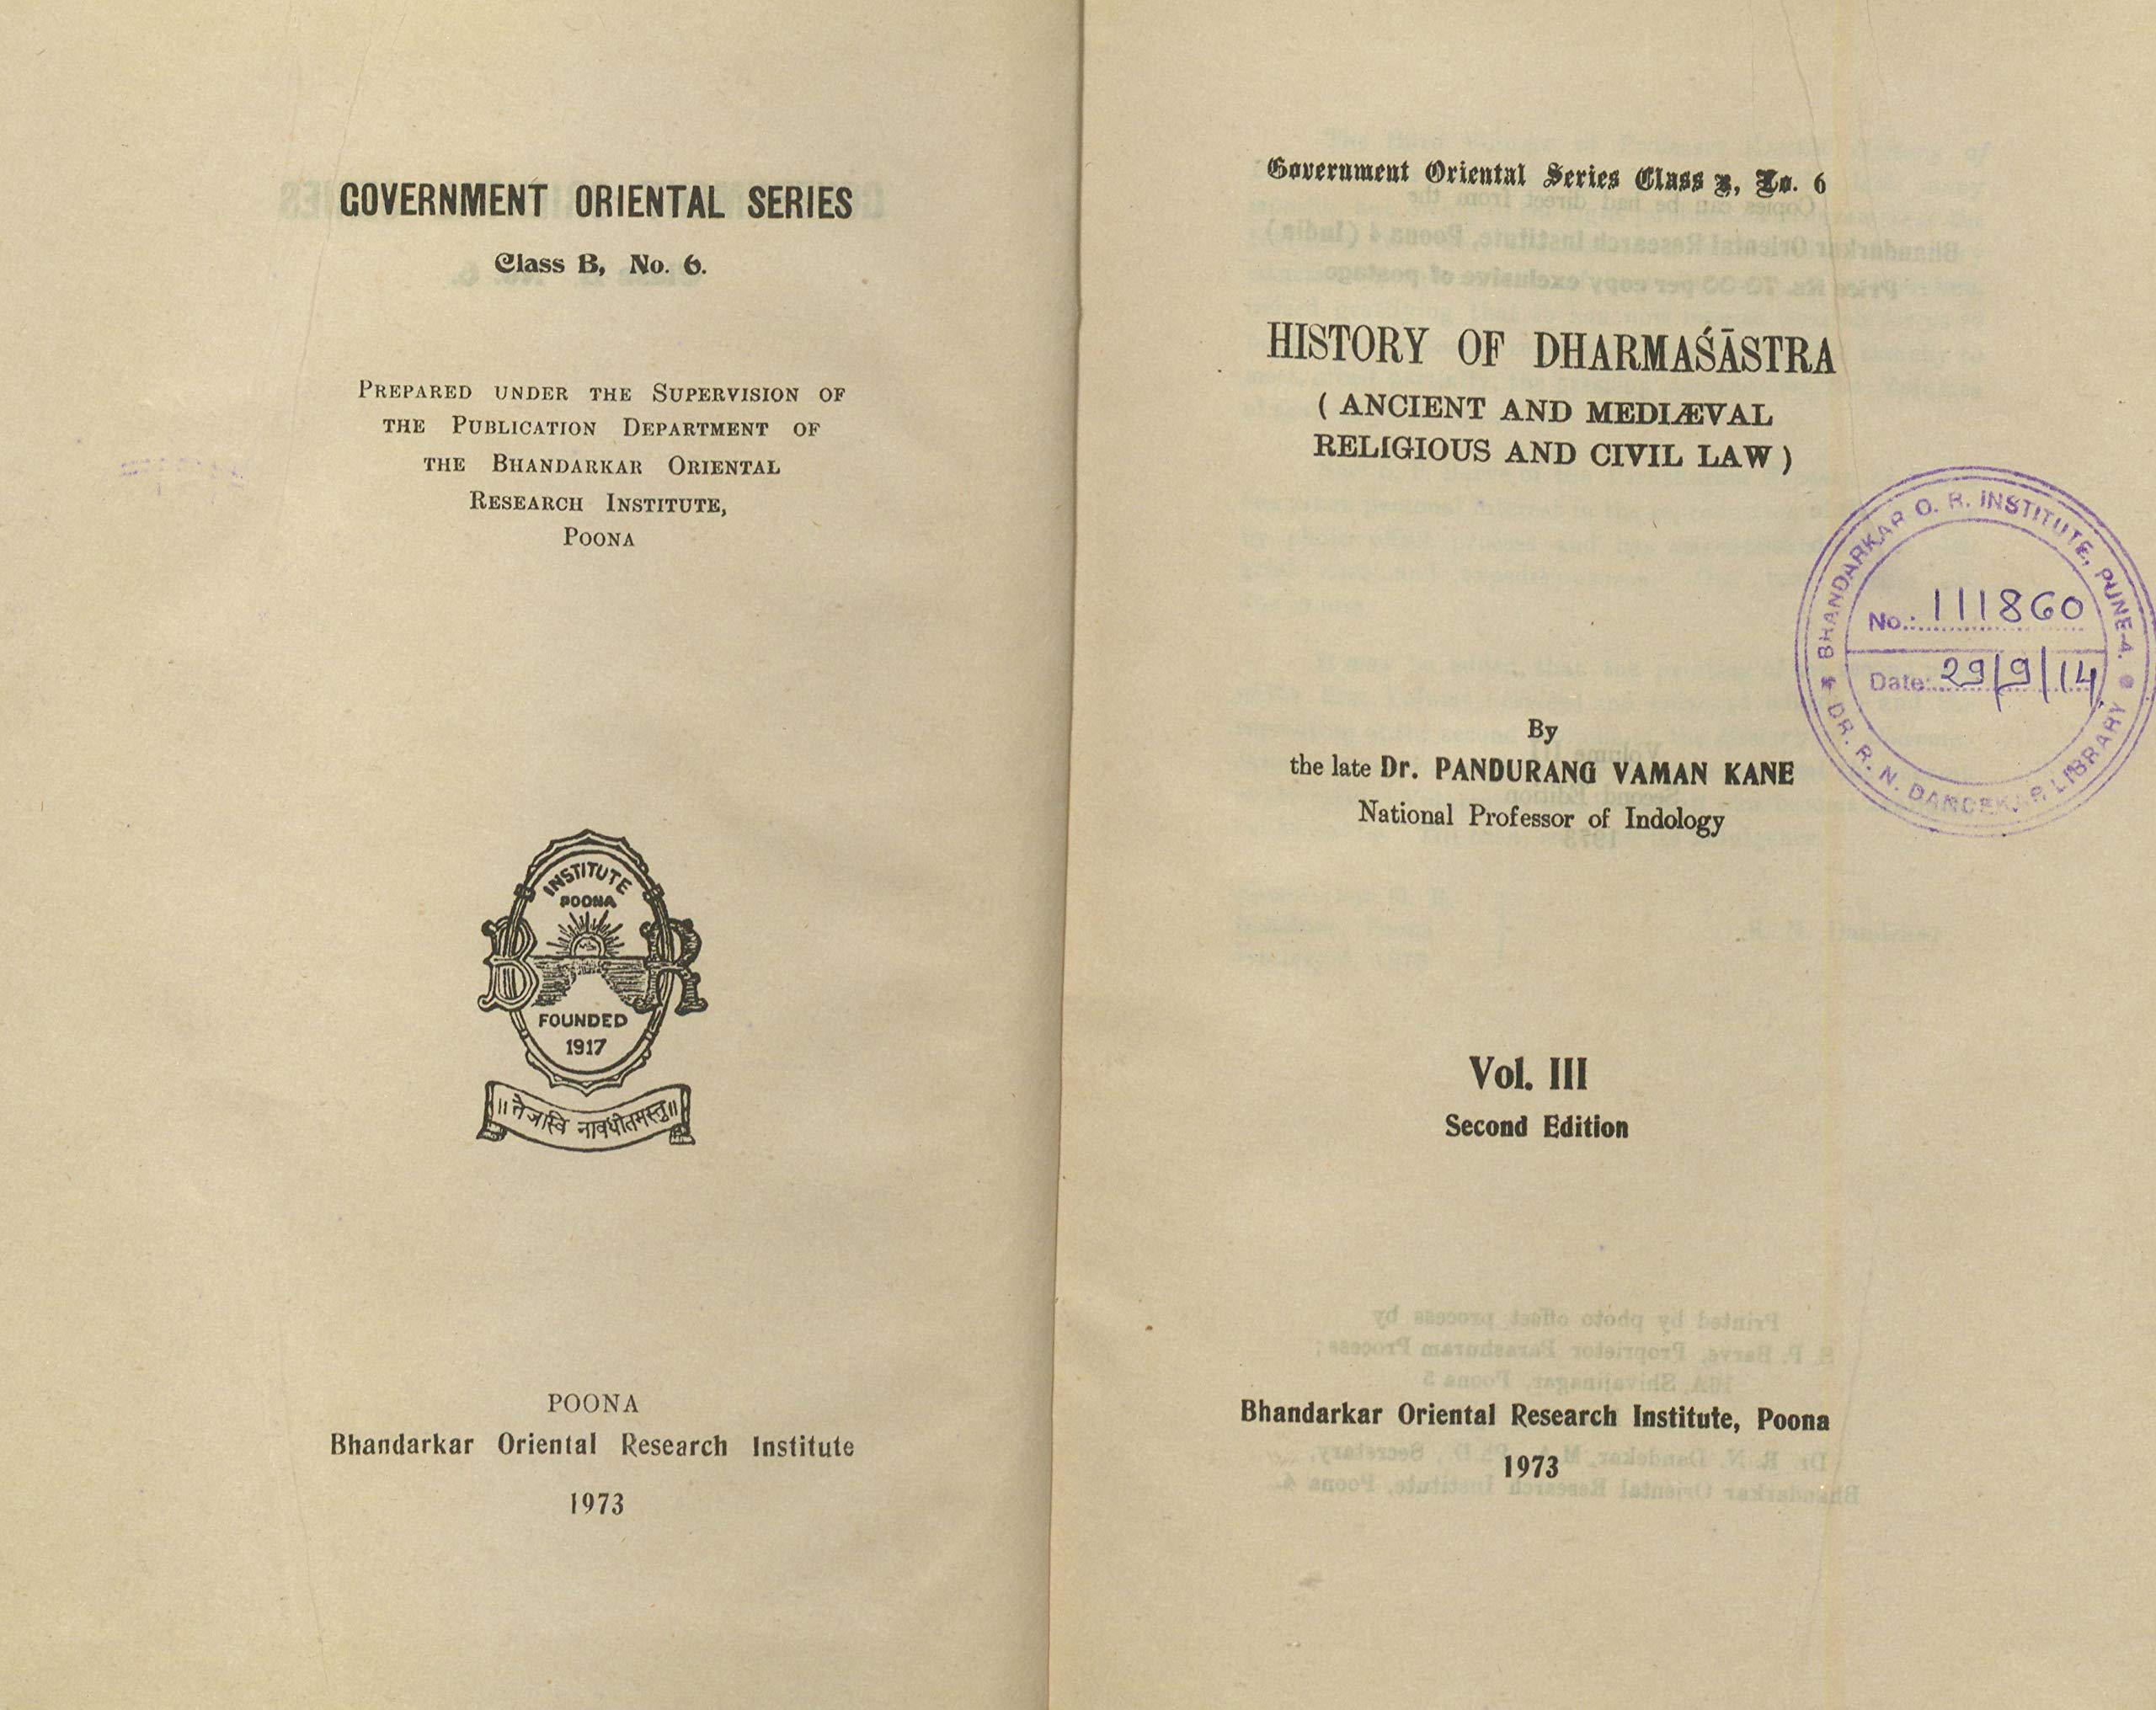 GOVERNMENT ORIENTAL SERIES
Class B, No. 6.
PREPARED UNDER THE SUPERVISION OF
THE PUBLICATION DEPARTMENT OF
THE BHANDARKAR ORIENTAL
RESEARCH INSTITUTE,
POONA
INSTITUTE
POONA
B R
FOUNDED
1917
॥ तेजस्वि नावधीतमस्तु ॥
POONA
Bhandarkar Oriental Research Institute
1973
Government Oriental Series Class B, No. 6
HISTORY OF DHARMAŚĀSTRA
( ANCIENT AND MEDIÆVAL
RELIGIOUS AND CIVIL LAW )
BHANDARKAR O. R. INSTITUTE, PUNE-4.
No.: 111860
Date: 29/9/14
DR. R. N. DANDEKAR LIBRARY
By
the late Dr. PANDURANG VAMAN KANE
National Professor of Indology
Vol. III
Second Edition
Bhandarkar Oriental Research Institute, Poona
1973